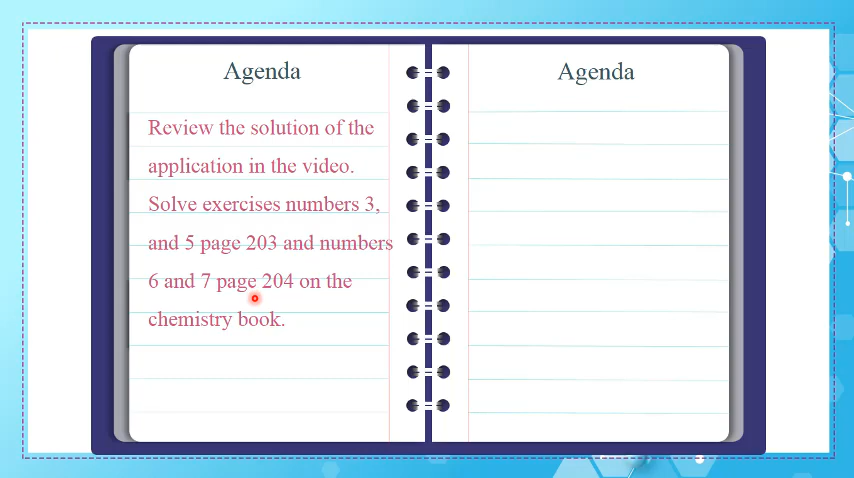 Agenda
Review the solution of the
application in the video.
Solve exercises numbers 3,
and 5 page 203 and numbers
6 and 7 page 204 on the
chemistry book.
Agenda